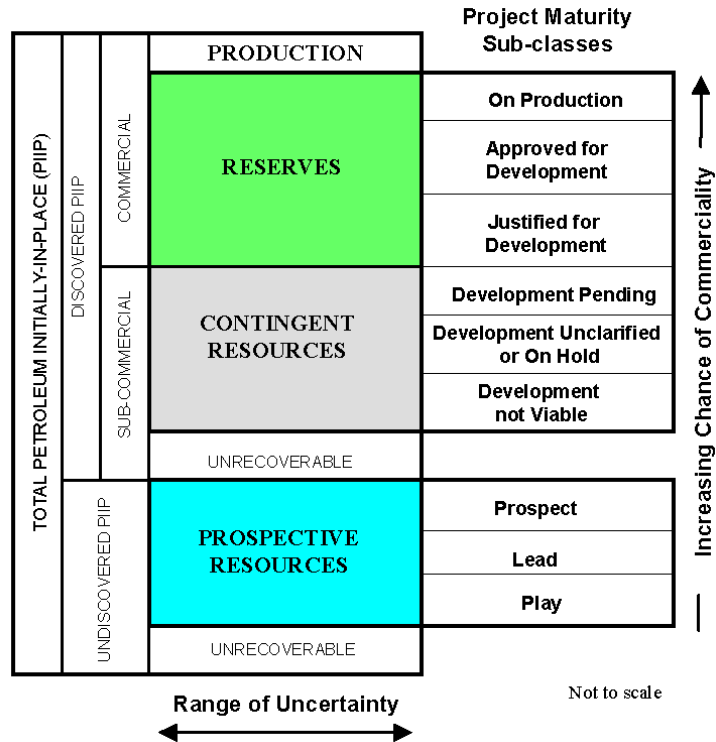 Project Maturity
Sub-classes
PRODUCTION
On Production
RESERVES
Approved for
Development
Justified for
Development
CONTINGENT
RESOURCES
Development Pending
Development Unclarified
or On Hold
Development
not Viable
UNRECOVERABLE
PROSPECTIVE
RESOURCES
Prospect
Lead
Play
UNRECOVERABLE
TOTAL PETROLEUM INITIALLY-IN-PLACE (PIIP)
DISCOVERED PIIP
UNDISCOVERED PIIP
COMMERCIAL
SUB-COMMERCIAL
Increasing Chance of Commerciality
Range of Uncertainty
Not to scale